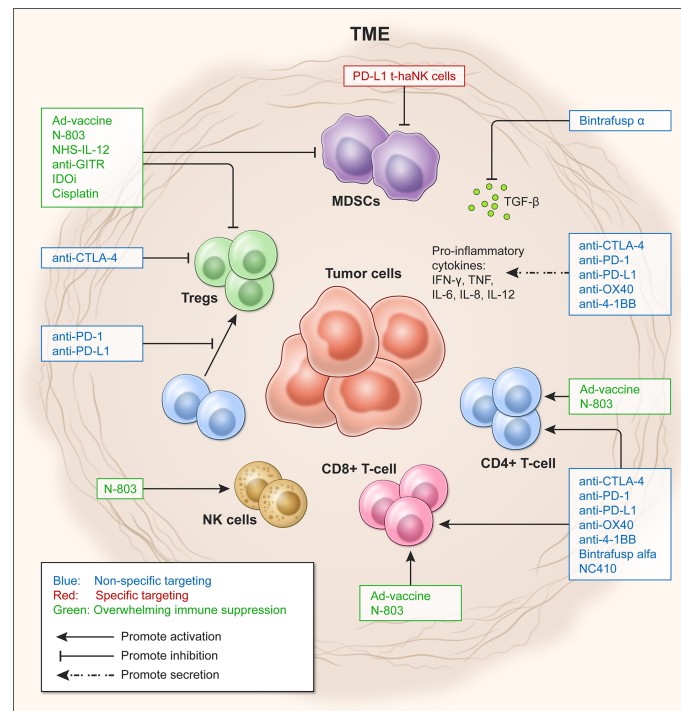 TME
PD-L1 t-haNK cells
Ad-vaccine
N-803
NHS-IL-12
anti-GITR
IDOi
Cisplatin
Bintrafusp α
MDSCs
TGF-β
anti-CTLA-4
Tregs
Tumor cells
Pro-inflammatory
cytokines:
IFN-γ, TNF,
IL-6, IL-8, IL-12
anti-CTLA-4
anti-PD-1
anti-PD-L1
anti-OX40
anti-4-1BB
anti-PD-1
anti-PD-L1
Ad-vaccine
N-803
CD4+ T-cell
CD8+ T-cell
N-803
NK cells
anti-CTLA-4
anti-PD-1
anti-PD-L1
anti-OX40
anti-4-1BB
Bintrafusp alfa
NC410
Ad-vaccine
N-803
Blue: Non-specific targeting
Red: Specific targeting
Green: Overwhelming immune suppression
Promote activation
Promote inhibition
Promote secretion